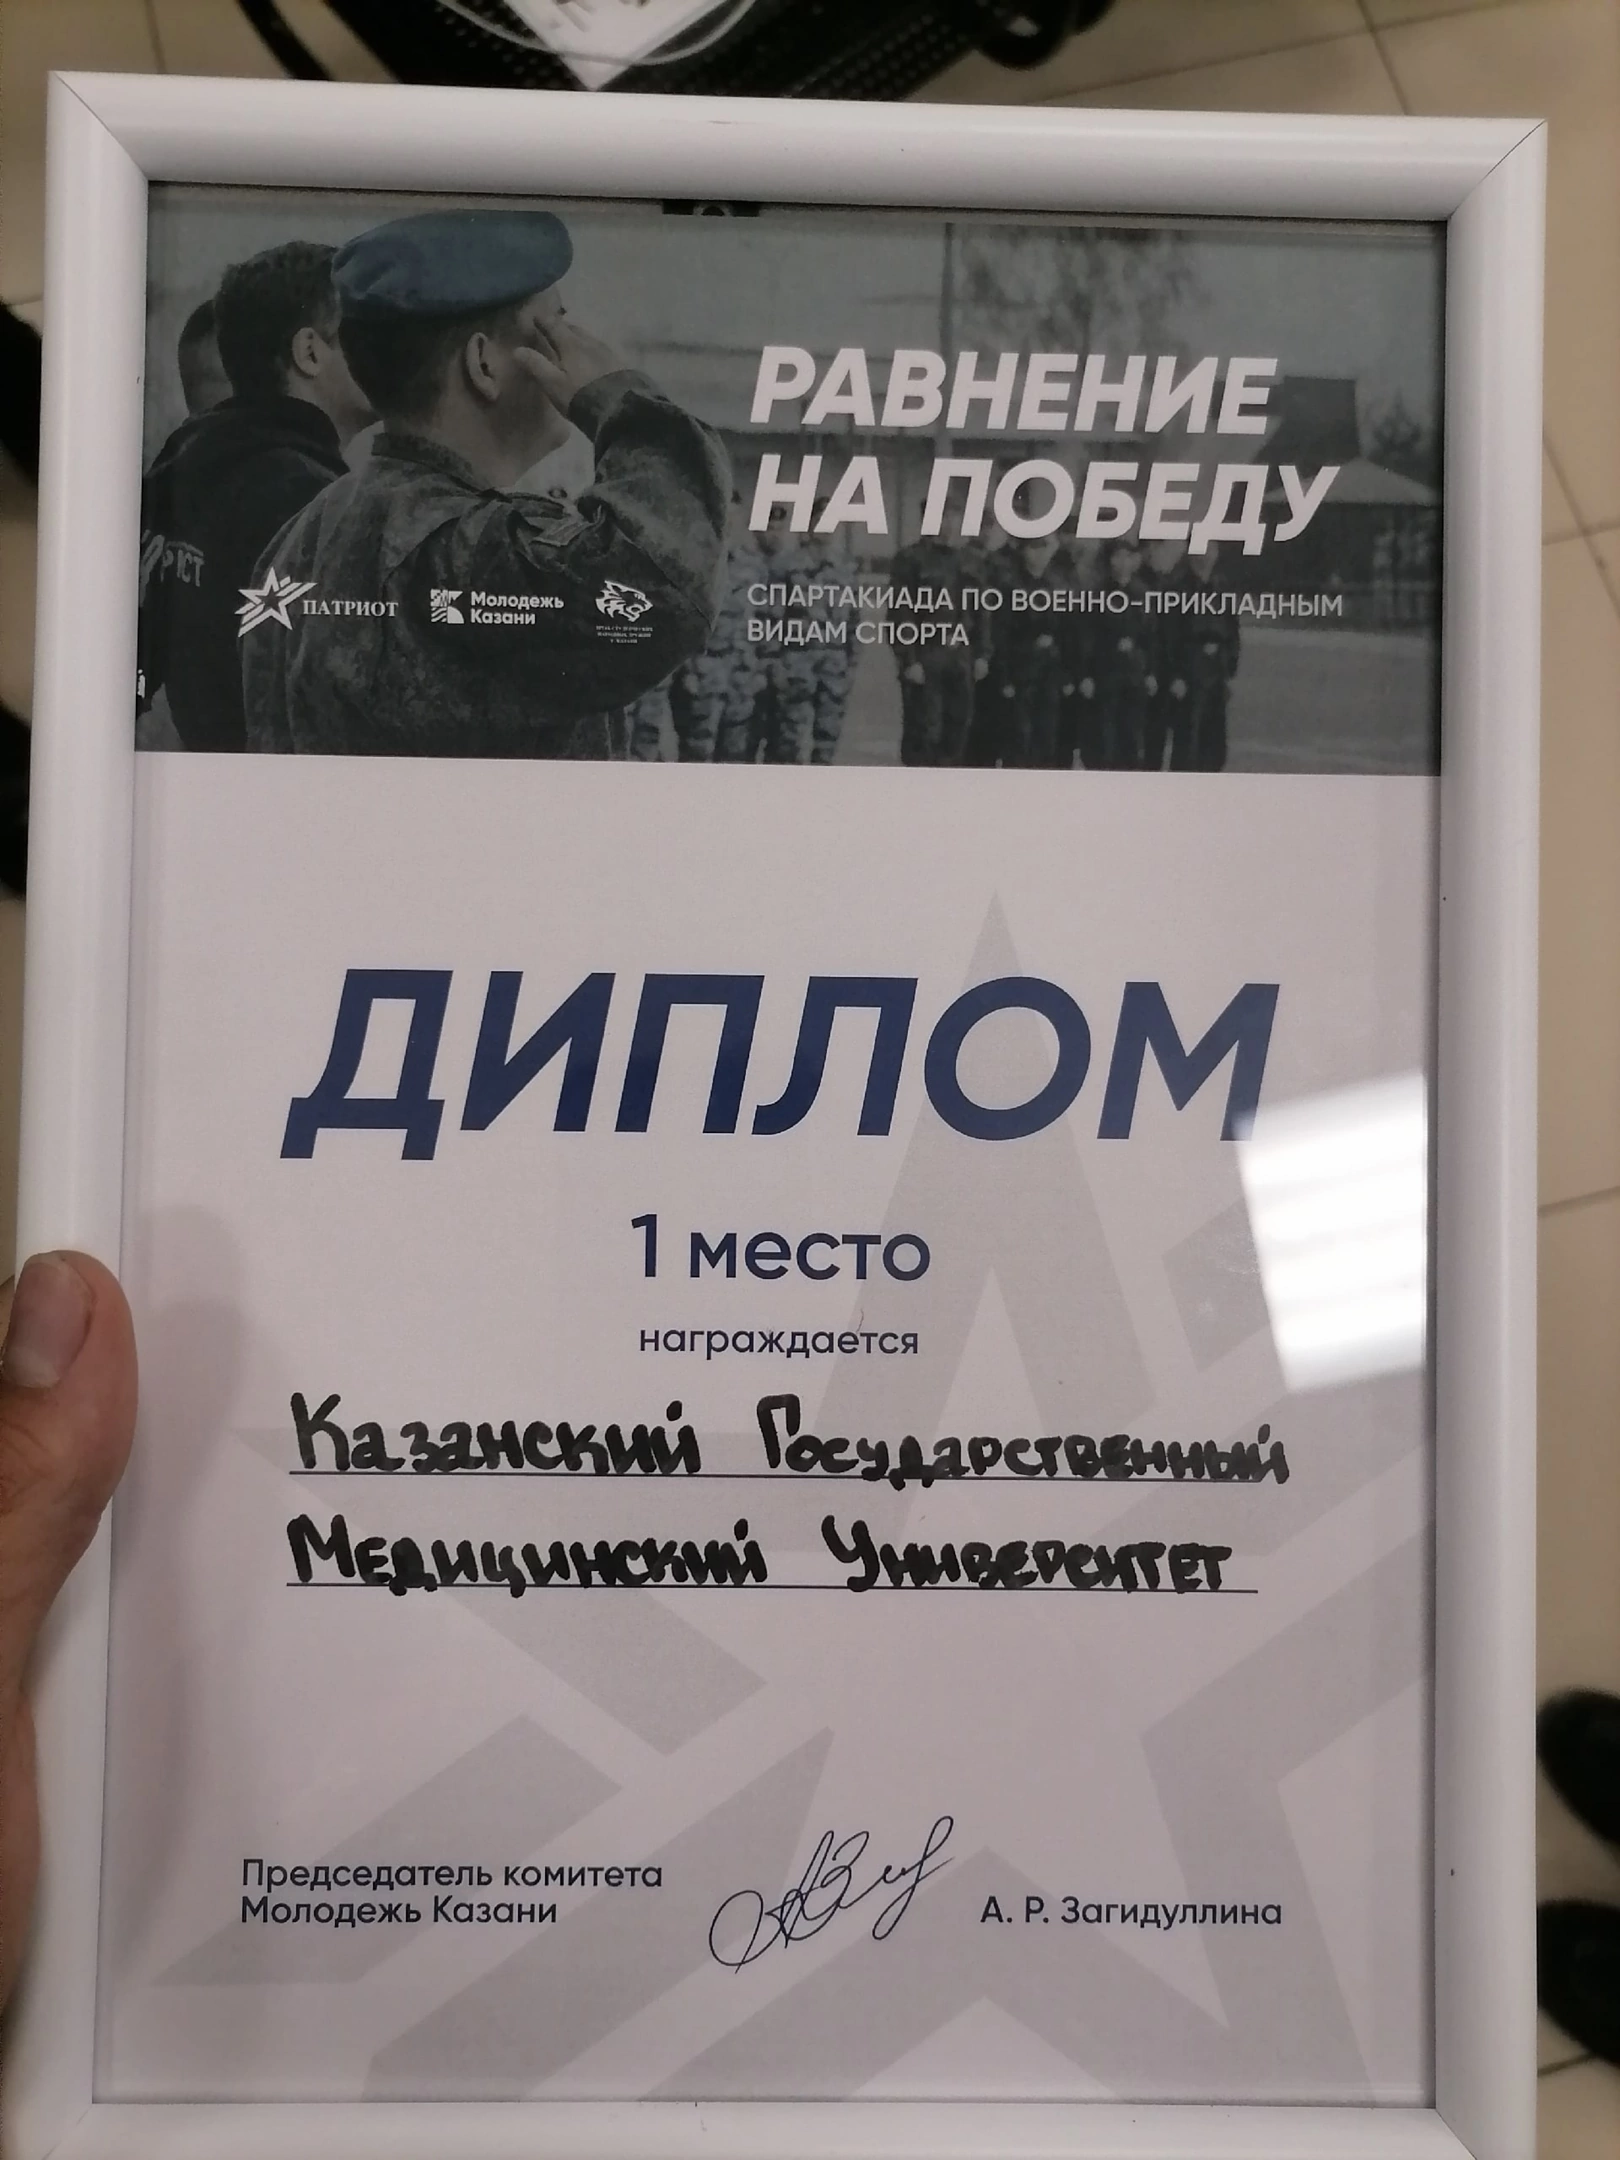 РАВНЕНИЕ
НА ПОБЕДУ
СПАРТАКИАДА ПО ВОЕННО-ПРИКЛАДНЫМ
ВИДАМ СПОРТА
ПАТРИОТ
Молодежь
Казани
ДИПЛОМ
1 место
награждается
Казанский Государственный
Медицинский Университет
Председатель комитета
Молодежь Казани
А. Р. Загидуллина